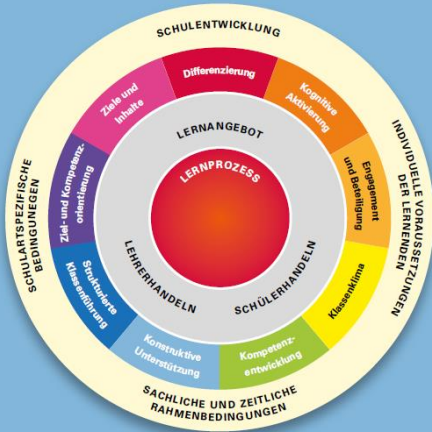 SCHULENTWICKLUNG
INDIVIDUELLE VORAUSSETZUNGEN
DER LERNENDEN
SACHLICHE UND ZEITLICHE
RAHMENBEDINGUNGEN
SCHULARTSPEZIFISCHE
BEDINGUNEGEN
Differenzierung
Kognitive
Aktivierung
Engagement
und Beteiligung
Klassenklima
Kompetenz-
entwicklung
Konstruktive
Unterstützung
Strukturierte
Klassenführung
Ziel- und Kompetenz-
orientierung
Ziele und
Inhalte
LERNANGEBOT
SCHÜLERHANDELN
LEHRERHANDELN
LERNPROZESS